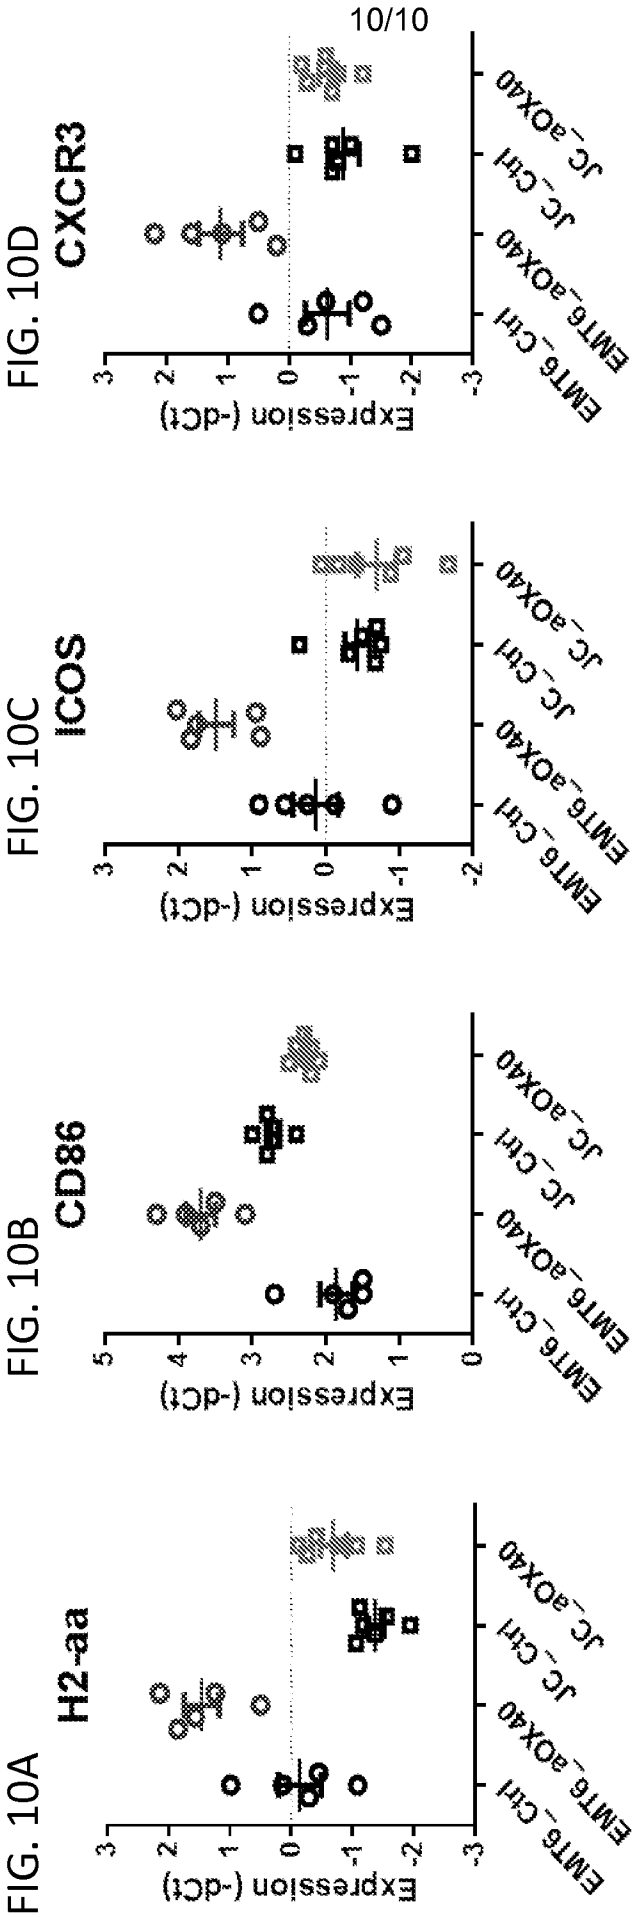 10/10
FIG. 10A
H2-aa
Expression (-dCt)
3
2
1
0
-1
-2
-3
EMT6_Ctrl
EMT6_aOX40
JC_Ctrl
JC_aOX40
FIG. 10B
CD86
Expression (-dCt)
5
4
3
2
1
0
EMT6_Ctrl
EMT6_aOX40
JC_Ctrl
JC_aOX40
FIG. 10C
ICOS
Expression (-dCt)
3
2
1
0
-1
-2
EMT6_Ctrl
EMT6_aOX40
JC_Ctrl
JC_aOX40
FIG. 10D
CXCR3
Expression (-dCt)
3
2
1
0
-1
-2
-3
EMT6_Ctrl
EMT6_aOX40
JC_Ctrl
JC_aOX40